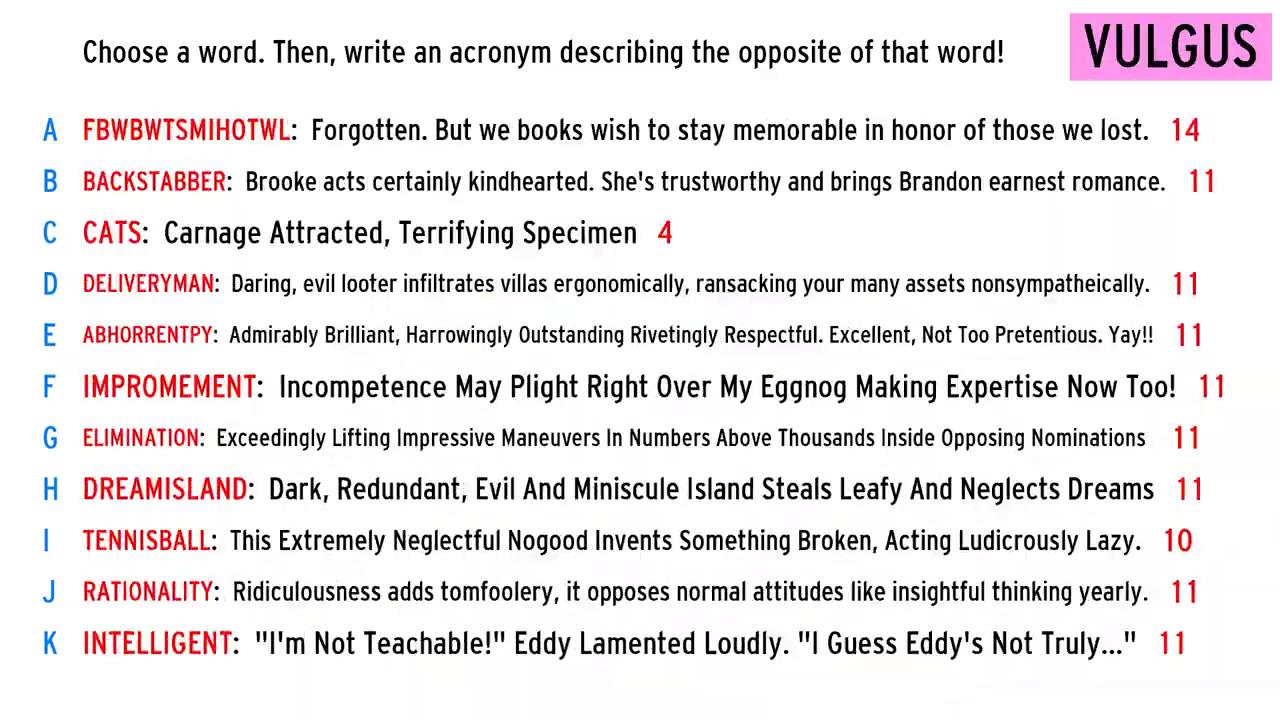 Choose a word. Then, write an acronym describing the opposite of that word!
VULGUS
A FBWBWTSMIHOTWL: Forgotten. But we books wish to stay memorable in honor of those we lost. 14
B BACKSTABBER: Brooke acts certainly kindhearted. She's trustworthy and brings Brandon earnest romance. 11
C CATS: Carnage Attracted, Terrifying Specimen 4
D DELIVERYMAN: Daring, evil looter infiltrates villas ergonomically, ransacking your many assets nonsympatheically. 11
E ABHORRENTPY: Admirably Brilliant, Harrowingly Outstanding Rivetingly Respectful. Excellent, Not Too Pretentious. Yay!! 11
F IMPROMEMENT: Incompetence May Plight Right Over My Eggnog Making Expertise Now Too! 11
G ELIMINATION: Exceedingly Lifting Impressive Maneuvers In Numbers Above Thousands Inside Opposing Nominations 11
H DREAMISLAND: Dark, Redundant, Evil And Miniscule Island Steals Leafy And Neglects Dreams 11
I TENNISBALL: This Extremely Neglectful Nogood Invents Something Broken, Acting Ludicrously Lazy. 10
J RATIONALITY: Ridiculousness adds tomfoolery, it opposes normal attitudes like insightful thinking yearly. 11
K INTELLIGENT: "I'm Not Teachable!" Eddy Lamented Loudly. "I Guess Eddy's Not Truly..." 11